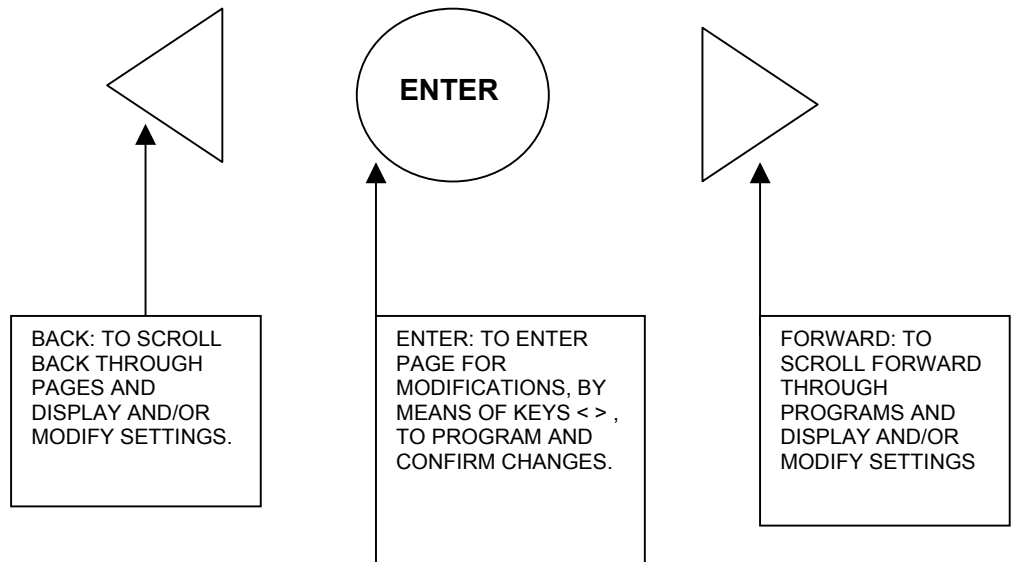 ENTER
BACK: TO SCROLL
BACK THROUGH
PAGES AND
DISPLAY AND/OR
MODIFY SETTINGS.
ENTER: TO ENTER
PAGE FOR
MODIFICATIONS, BY
MEANS OF KEYS < > ,
TO PROGRAM AND
CONFIRM CHANGES.
FORWARD: TO
SCROLL FORWARD
THROUGH
PROGRAMS AND
DISPLAY AND/OR
MODIFY SETTINGS